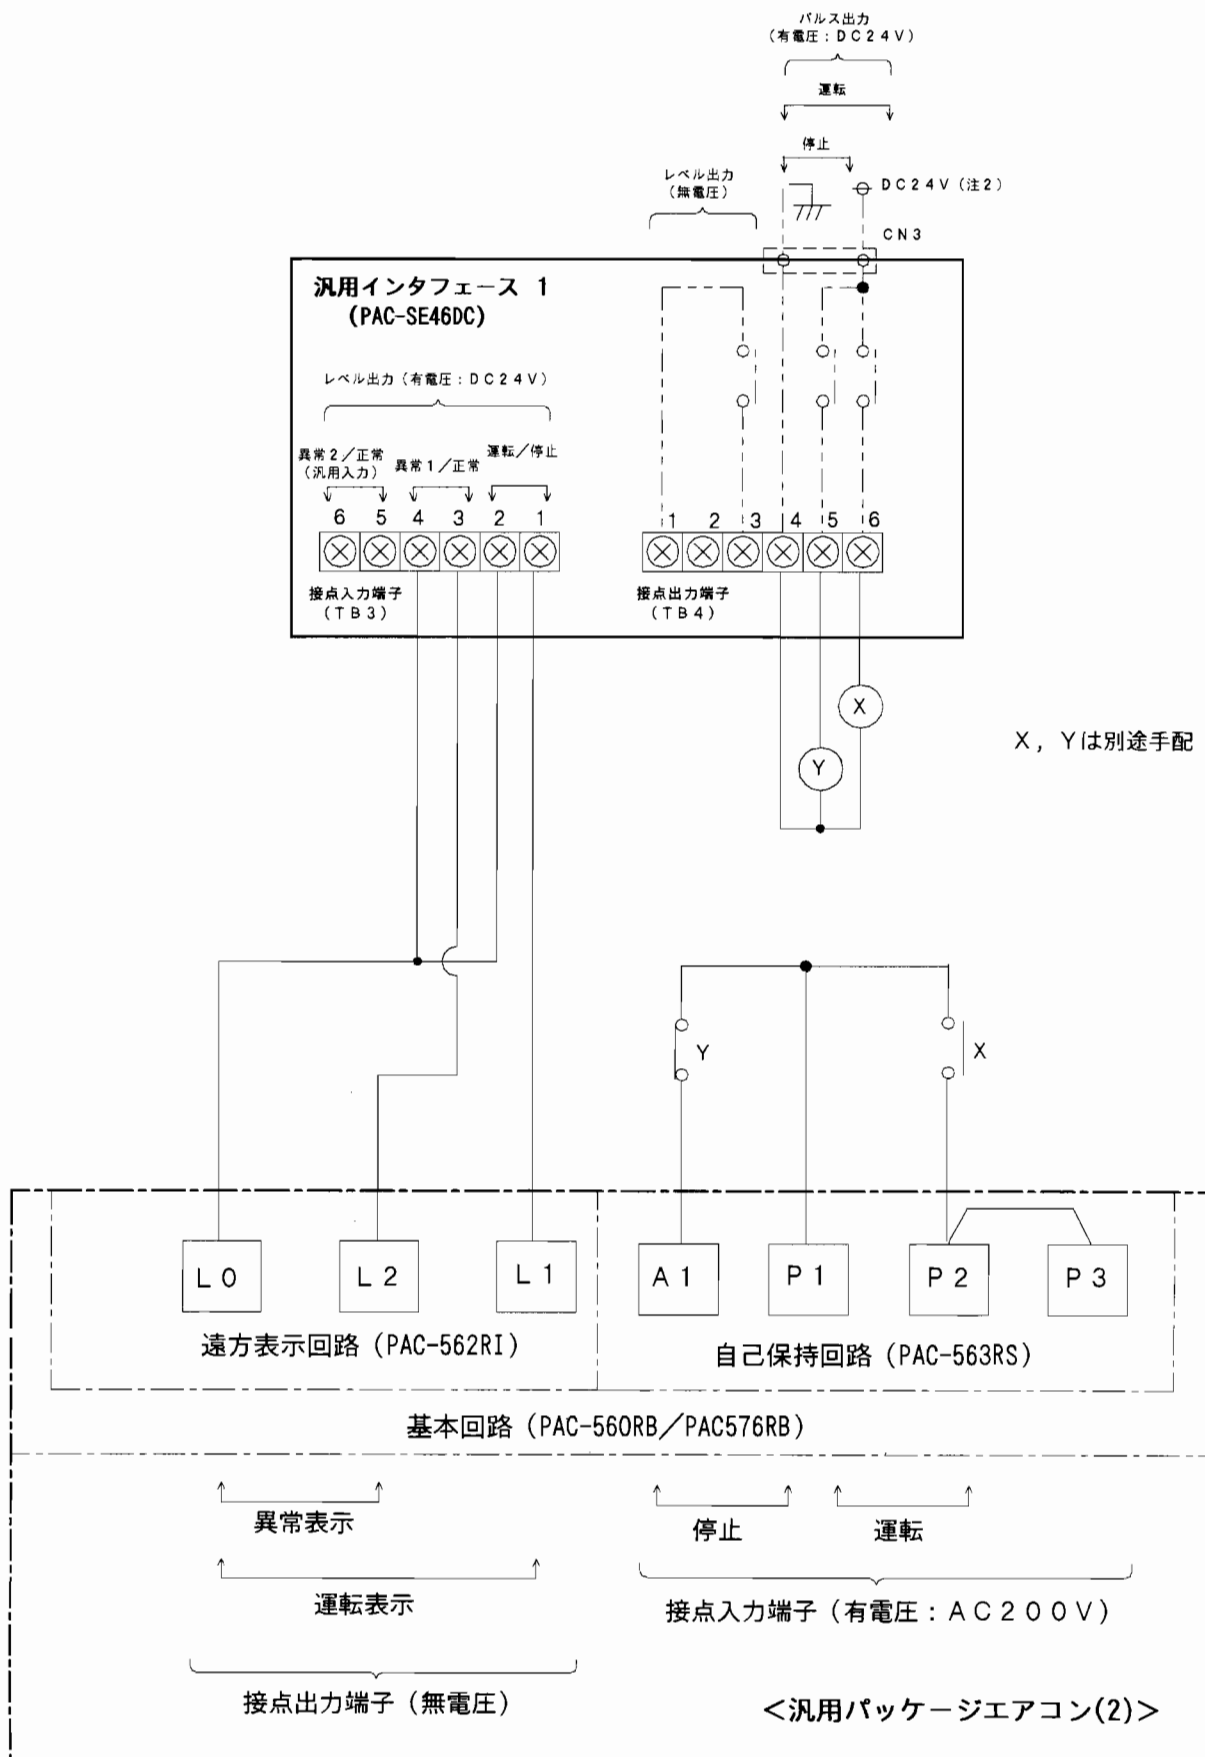 パルス出力
(有電圧：DC24V)
運転
停止
レベル出力
(無電圧)
DC24V(注2)
CN3
汎用インタフェース 1
(PAC-SE46DC)
レベル出力(有電圧：DC24V)
異常2／正常
(汎用入力)
異常1／正常
運転／停止
6 5 4 3 2 1
1 2 3 4 5 6
接点入力端子
(TB3)
接点出力端子
(TB4)
X
Y
X，Yは別途手配
Y
X
L0 L2 L1 A1 P1 P2 P3
遠方表示回路(PAC-562RI)
自己保持回路(PAC-563RS)
基本回路(PAC-560RB／PAC576RB)
異常表示
停止
運転
運転表示
接点入力端子(有電圧：AC200V)
接点出力端子(無電圧)
＜汎用パッケージエアコン(2)＞